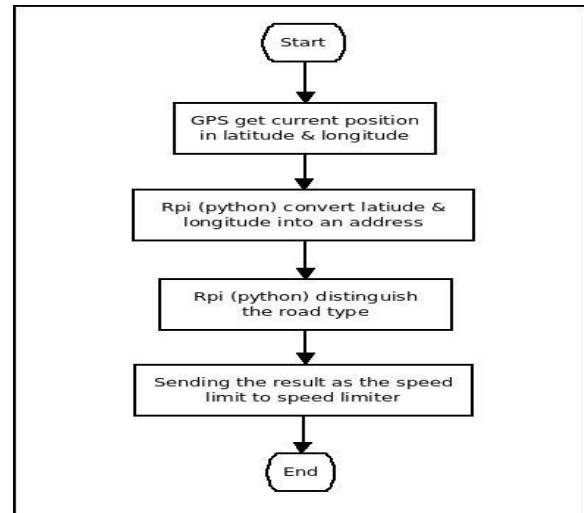 Start
GPS get current position
in latitude & longitude
Rpi (python) convert latiude &
longitude into an address
Rpi (python) distinguish
the road type
Sending the result as the speed
limit to speed limiter
End